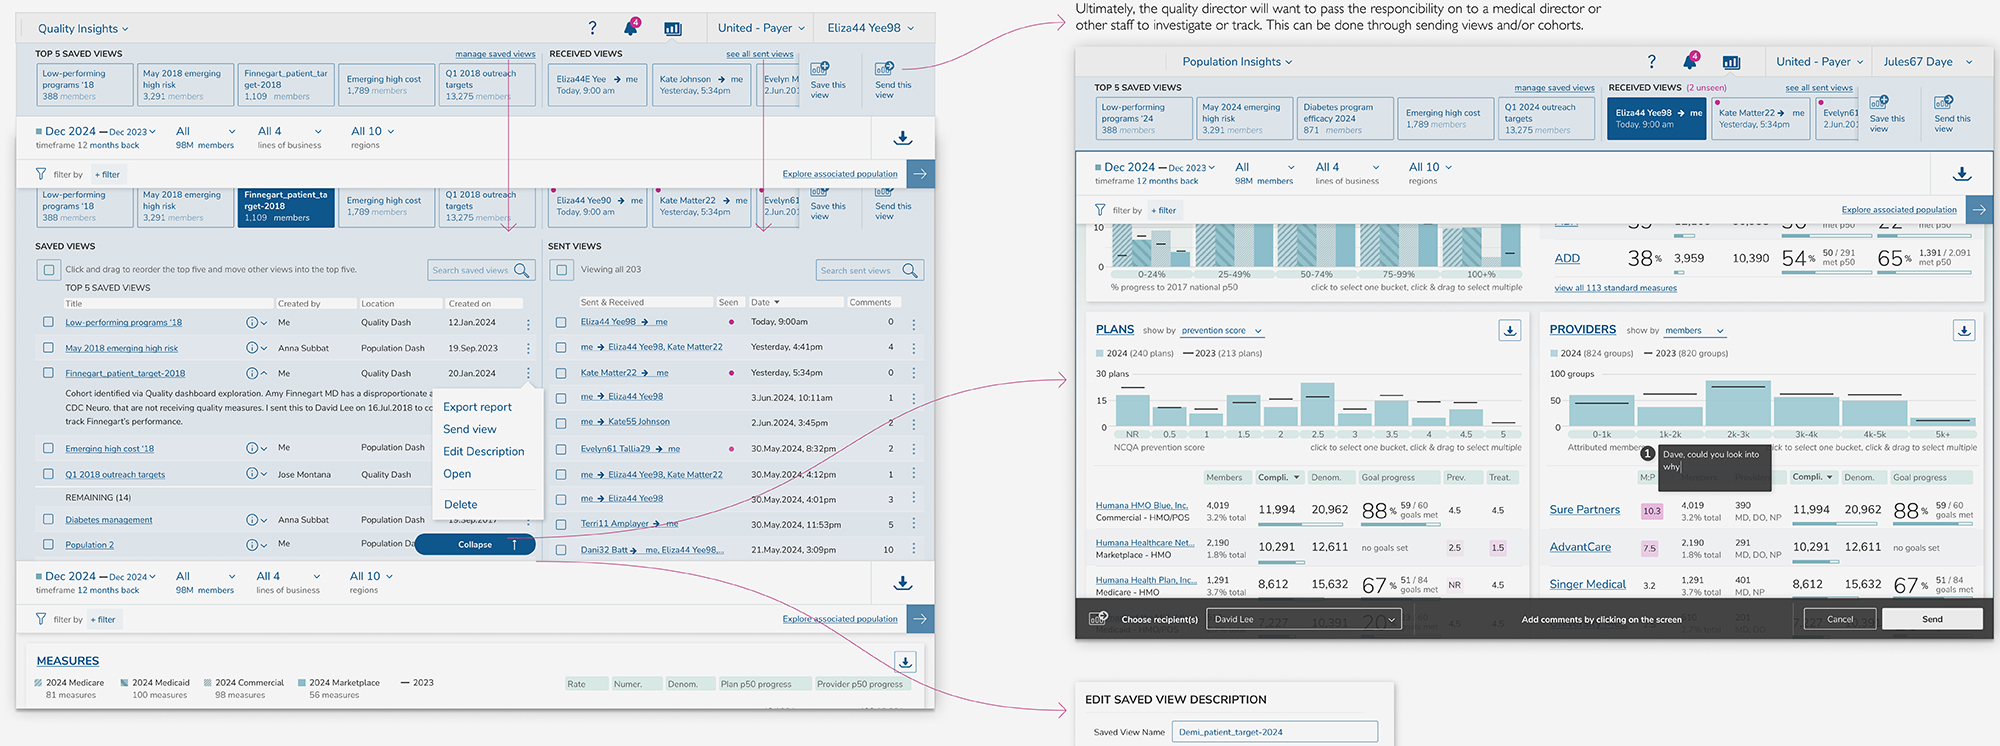 Ultimately, the quality director will want to pass the responcibility on to a medical director or
other staff to investigate or track. This can be done through sending views and/or cohorts.
Quality Insights
?
4
United - Payer
Eliza44 Yee98
TOP 5 SAVED VIEWS
manage saved views
RECEIVED VIEWS
see all sent views
Low-performing
programs '18
388 members
May 2018 emerging
high risk
3,291 members
Finnegart_patient_tar
get-2018
1,109 members
Emerging high cost
1,789 members
Q1 2018 outreach
targets
13,275 members
Eliza44E Yee → me
Today, 9:00 am
Kate Johnson → me
Yesterday, 5:34pm
Evelyn M
2.Jun.201
Save this
view
Send this
view
Dec 2024 — Dec 2023
timeframe 12 months back
All
98M members
All 4
lines of business
All 10
regions
filter by
+ filter
Explore associated population
Low-performing
programs '18
388 members
May 2018 emerging
high risk
3,291 members
Finnegart_patient_ta
rget-2018
1,109 members
Emerging high cost
1,789 members
Q1 2018 outreach
targets
13,275 members
Eliza44 Yee90 → me
Today, 9:00 am
Kate Matter22 → me
Yesterday, 5:34pm
Evelyn61
2.Jun.201
Save this
view
Send this
view
SAVED VIEWS
Click and drag to reorder the top five and move other views into the top five.
Search saved views
TOP 5 SAVED VIEWS
Title
Created by
Location
Created on
Low-performing programs '18
Me
Quality Dash
12.Jan.2024
May 2018 emerging high risk
Anna Subbat
Population Dash
19.Sep.2023
Finnegart_patient_target-2018
Me
Quality Dash
20.Jan.2024
Cohort identified via Quality dashboard exploration. Amy Finnegart MD has a disproportionate a
CDC Neuro. that are not receiving quality measures. I sent this to David Lee on 16.Jul.2018 to co
track Finnegart's performance.
Emerging high cost '18
Me
Population Dash
Q1 2018 outreach targets
Jose Montana
Quality Dash
REMAINING (14)
Diabetes management
Anna Subbat
Population Dash
19.Sep.2017
Population 2
Me
Population Da
Export report
Send view
Edit Description
Open
Delete
Collapse
SENT VIEWS
Viewing all 203
Search sent views
Sent & Received
Seen
Date
Comments
Eliza44 Yee98 → me
Today, 9:00am
0
me → Eliza44 Yee98, Kate Matter22
Yesterday, 4:41pm
4
Kate Matter22 → me
Yesterday, 5:34pm
0
me → Eliza44 Yee98
3.Jun.2024, 10:11am
1
me → Kate55 Johnson
2.Jun.2024, 3:45pm
2
Evelyn61 Tallia29 → me
30.May.2024, 8:32pm
2
me → Eliza44 Yee98, Kate Matter22
30.May.2024, 4:12pm
1
me → Eliza44 Yee98
30.May.2024, 4:01pm
3
Terri11 Amplayer → me
30.May.2024, 11:53pm
5
Dani32 Batt → me, Eliza44 Yee98,...
21.May.2024, 3:09pm
10
Dec 2024 — Dec 2024
timeframe 12 months back
All
98M members
All 4
lines of business
All 10
regions
filter by
+ filter
Explore associated population
MEASURES
2024 Medicare
81 measures
2024 Medicaid
100 measures
2024 Commercial
98 measures
2024 Marketplace
56 measures
2023
Rate
Numer.
Denom.
Plan p50 progress
Provider p50 progress
Population Insights
?
4
United - Payer
Jules67 Daye
TOP 5 SAVED VIEWS
manage saved views
RECEIVED VIEWS (2 unseen)
see all sent views
Low-performing
programs '24
388 members
May 2024 emerging
high risk
3,291 members
Diabetes program
efficacy 2024
871 members
Emerging high cost
1,789 members
Q1 2024 outreach
targets
13,275 members
Eliza44 Yee98 → me
Today, 9:00 am
Kate Matter22 → me
Yesterday, 5:34pm
Evelyn61
2.Jun.201
Save this
view
Send this
view
Dec 2024 — Dec 2023
timeframe 12 months back
All
98M members
All 4
lines of business
All 10
regions
filter by
+ filter
Explore associated population
10
0
0-24%
25-49%
50-74%
75-99%
100+%
% progress to 2017 national p50
click to select one bucket, click & drag to select multiple
met p50
met p50
ADD
38 %
3,959
10,390
54 %
50 / 291
met p50
65 %
1,391 / 2,091
met p50
view all 113 standard measures
PLANS
show by prevention score
2024 (240 plans)
2023 (213 plans)
30 plans
15
0
NR
0.5
1
1.5
2
2.5
3
3.5
4
4.5
5
NCQA prevention score
click to select one bucket, click & drag to select multiple
Members
Compli.
Denom.
Goal progress
Prev.
Treat.
Humana HMO Blue, Inc.
Commercial - HMO/POS
4,019
3.2% total
11,994
20,962
88 %
59 / 60
goals met
4.5
4.5
Humana Healthcare Net...
Marketplace - HMO
2,190
1.8% total
10,291
12,611
no goals set
2.5
1.5
Humana Health Plan, Inc...
Medicare - HMO
1,291
3.7% total
8,612
15,632
67 %
51 / 84
goals met
NR
4.5
PROVIDERS
show by members
2024 (824 groups)
2023 (820 groups)
100 groups
50
0
0-1k
1k-2k
2k-3k
3k-4k
4k-5k
5k+
Attributed mem
click to select one bucket, click & drag to select multiple
1
Dave, could you look into
why
M:P
Compli.
Denom.
Goal progress
Sure Partners
10.3
4,019
3.2% total
390
MD, DO, NP
11,994
20,962
88 %
59 / 60
goals met
AdvantCare
7.5
2,190
1.8% total
291
MD, DO, NP
10,291
12,611
no goals set
Singer Medical
3.2
1,291
3.7% total
401
MD, DO, NP
8,612
15,632
67 %
51 / 84
goals met
Choose recipient(s)
David Lee
Add comments by clicking on the screen
Cancel
Send
EDIT SAVED VIEW DESCRIPTION
Saved View Name
Demi_patient_target-2024